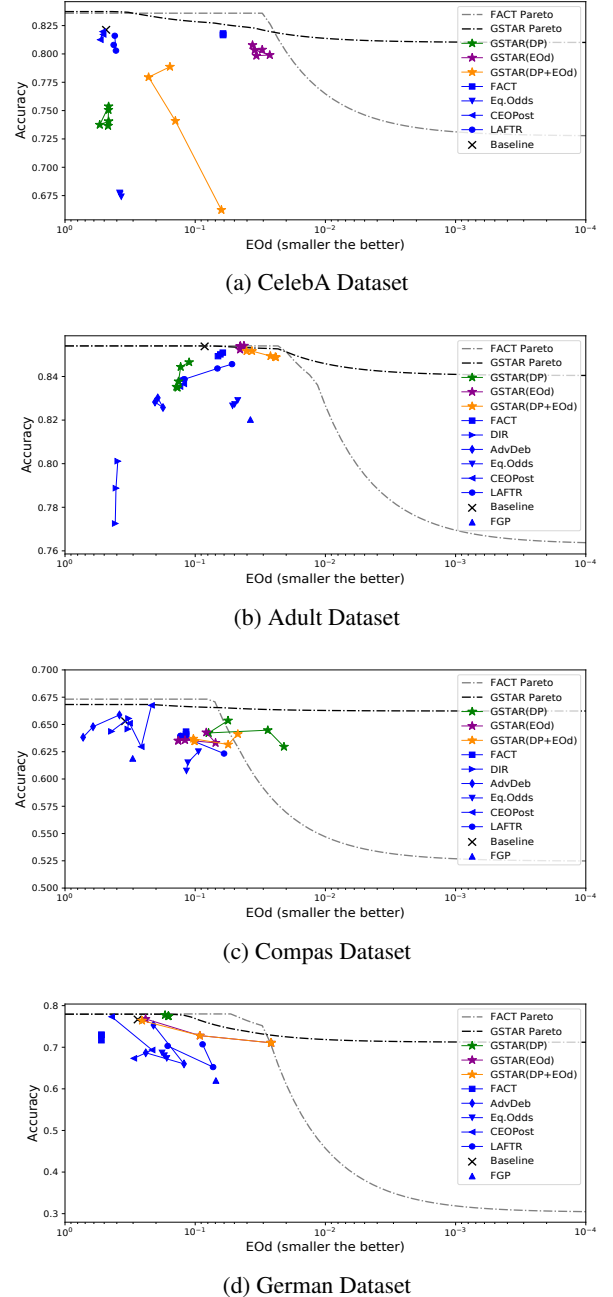 0.825
0.800
0.775
0.750
0.725
0.700
0.675
Accuracy
10⁰
10⁻¹
10⁻²
10⁻³
10⁻⁴
EOd (smaller the better)
FACT Pareto
GSTAR Pareto
GSTAR(DP)
GSTAR(EOd)
GSTAR(DP+EOd)
FACT
Eq.Odds
CEOPost
LAFTR
Baseline
(a) CelebA Dataset
0.84
0.82
0.80
0.78
0.76
Accuracy
10⁰
10⁻¹
10⁻²
10⁻³
10⁻⁴
EOd (smaller the better)
FACT Pareto
GSTAR Pareto
GSTAR(DP)
GSTAR(EOd)
GSTAR(DP+EOd)
FACT
DIR
AdvDeb
Eq.Odds
CEOPost
LAFTR
Baseline
FGP
(b) Adult Dataset
0.700
0.675
0.650
0.625
0.600
0.575
0.550
0.525
0.500
Accuracy
10⁰
10⁻¹
10⁻²
10⁻³
10⁻⁴
EOd (smaller the better)
FACT Pareto
GSTAR Pareto
GSTAR(DP)
GSTAR(EOd)
GSTAR(DP+EOd)
FACT
DIR
AdvDeb
Eq.Odds
CEOPost
LAFTR
Baseline
FGP
(c) Compas Dataset
0.8
0.7
0.6
0.5
0.4
0.3
Accuracy
10⁰
10⁻¹
10⁻²
10⁻³
10⁻⁴
EOd (smaller the better)
FACT Pareto
GSTAR Pareto
GSTAR(DP)
GSTAR(EOd)
GSTAR(DP+EOd)
FACT
AdvDeb
Eq.Odds
CEOPost
LAFTR
Baseline
FGP
(d) German Dataset